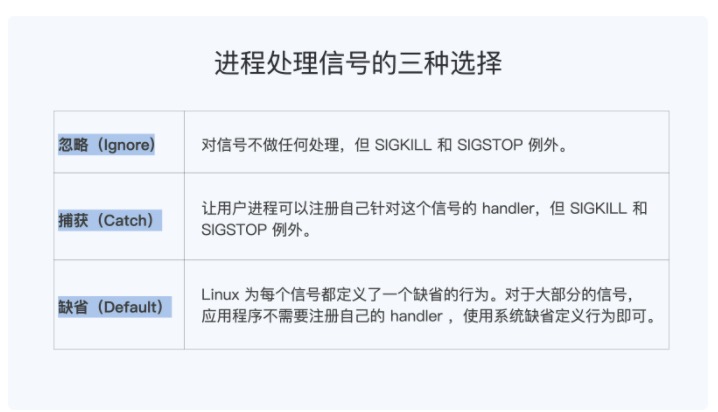 进程处理信号的三种选择
忽略（Ignore)
对信号不做任何处理，但 SIGKILL 和 SIGSTOP 例外。
捕获（Catch）
让用户进程可以注册自己针对这个信号的 handler，但 SIGKILL 和
SIGSTOP 例外。
缺省（Default）
Linux 为每个信号都定义了一个缺省的行为。对于大部分的信号，
应用程序不需要注册自己的 handler ，使用系统缺省定义行为即可。